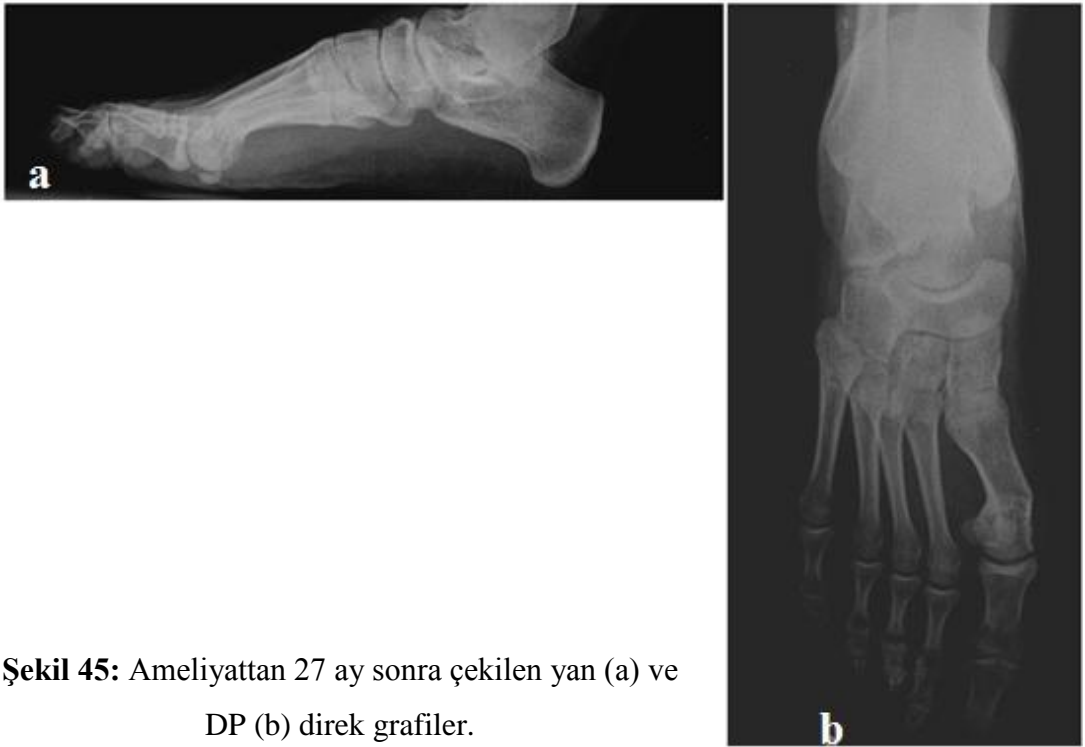 a
Şekil 45: Ameliyattan 27 ay sonra çekilen yan (a) ve
DP (b) direk grafiler.
b